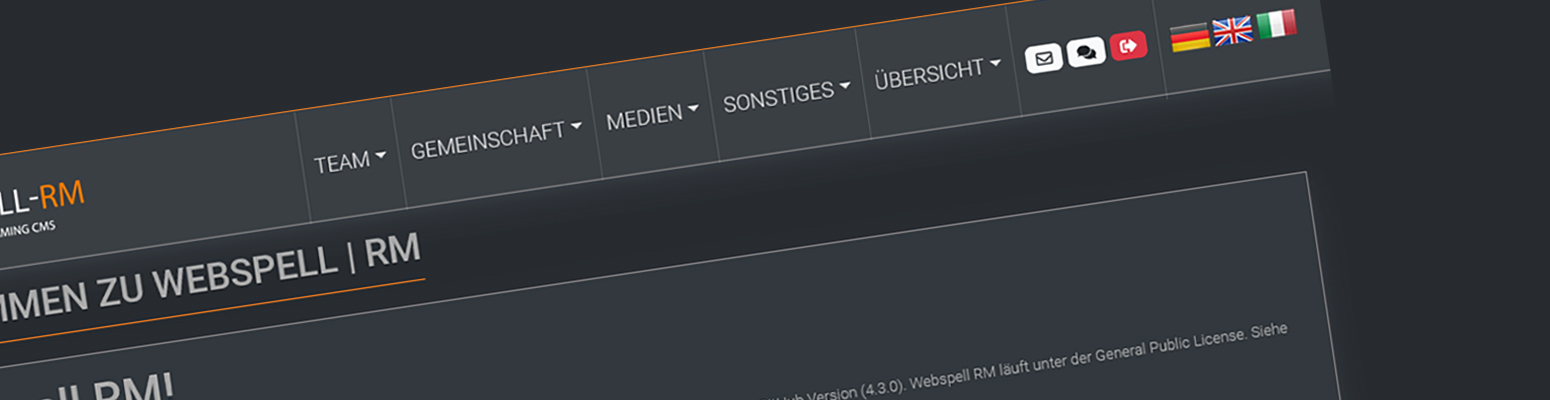 LL-RM
MING CMS
TEAM
GEMEINSCHAFT
MEDIEN
SONSTIGES
ÜBERSICHT
MMEN ZU WEBSPELL | RM
ll RM!
Version (4.3.0). Webspell RM läuft unter der General Public License. Siehe